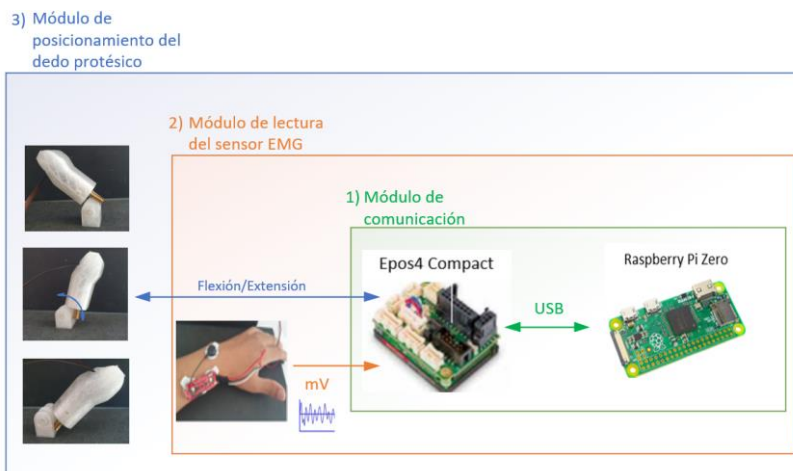 3) Módulo de
posicionamiento del
dedo protésico
2) Módulo de lectura
del sensor EMG
1) Módulo de
comunicación
Epos4 Compact
Raspberry Pi Zero
Flexión/Extensión
USB
mV